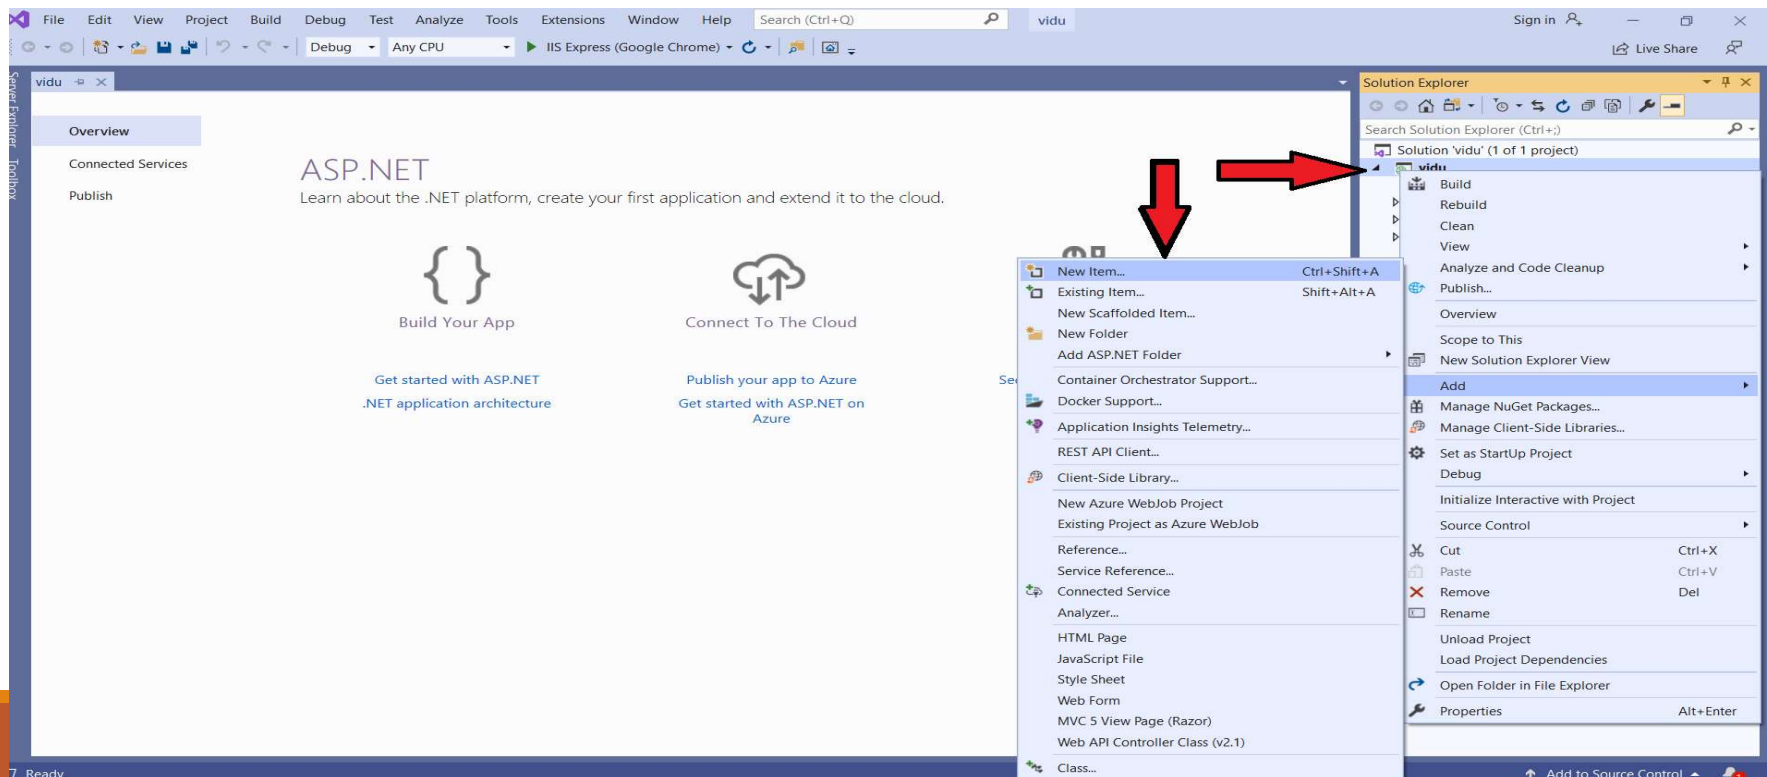 File Edit View Project Build Debug Test Analyze Tools Extensions Window Help Search (Ctrl+Q) vidu Sign in
Debug Any CPU IIS Express (Google Chrome) Live Share
Server Explorer
Toolbox
vidu
Overview
Connected Services
Publish
ASP.NET
Learn about the .NET platform, create your first application and extend it to the cloud.
Build Your App
Connect To The Cloud
Get started with ASP.NET
.NET application architecture
Publish your app to Azure
Get started with ASP.NET on
Azure
Solution Explorer
Search Solution Explorer (Ctrl+;)
Solution 'vidu' (1 of 1 project)
vidu
Build
Rebuild
Clean
View
Analyze and Code Cleanup
Publish...
Overview
Scope to This
New Solution Explorer View
Add
Manage NuGet Packages...
Manage Client-Side Libraries...
Set as StartUp Project
Debug
Initialize Interactive with Project
Source Control
Cut Ctrl+X
Paste Ctrl+V
Remove Del
Rename
Unload Project
Load Project Dependencies
Open Folder in File Explorer
Properties Alt+Enter
New Item... Ctrl+Shift+A
Existing Item... Shift+Alt+A
New Scaffolded Item...
New Folder
Add ASP.NET Folder
Container Orchestrator Support...
Docker Support...
Application Insights Telemetry...
REST API Client...
Client-Side Library...
New Azure WebJob Project
Existing Project as Azure WebJob
Reference...
Service Reference...
Connected Service
Analyzer...
HTML Page
JavaScript File
Style Sheet
Web Form
MVC 5 View Page (Razor)
Web API Controller Class (v2.1)
Class...
7 Ready
Add to Source Control